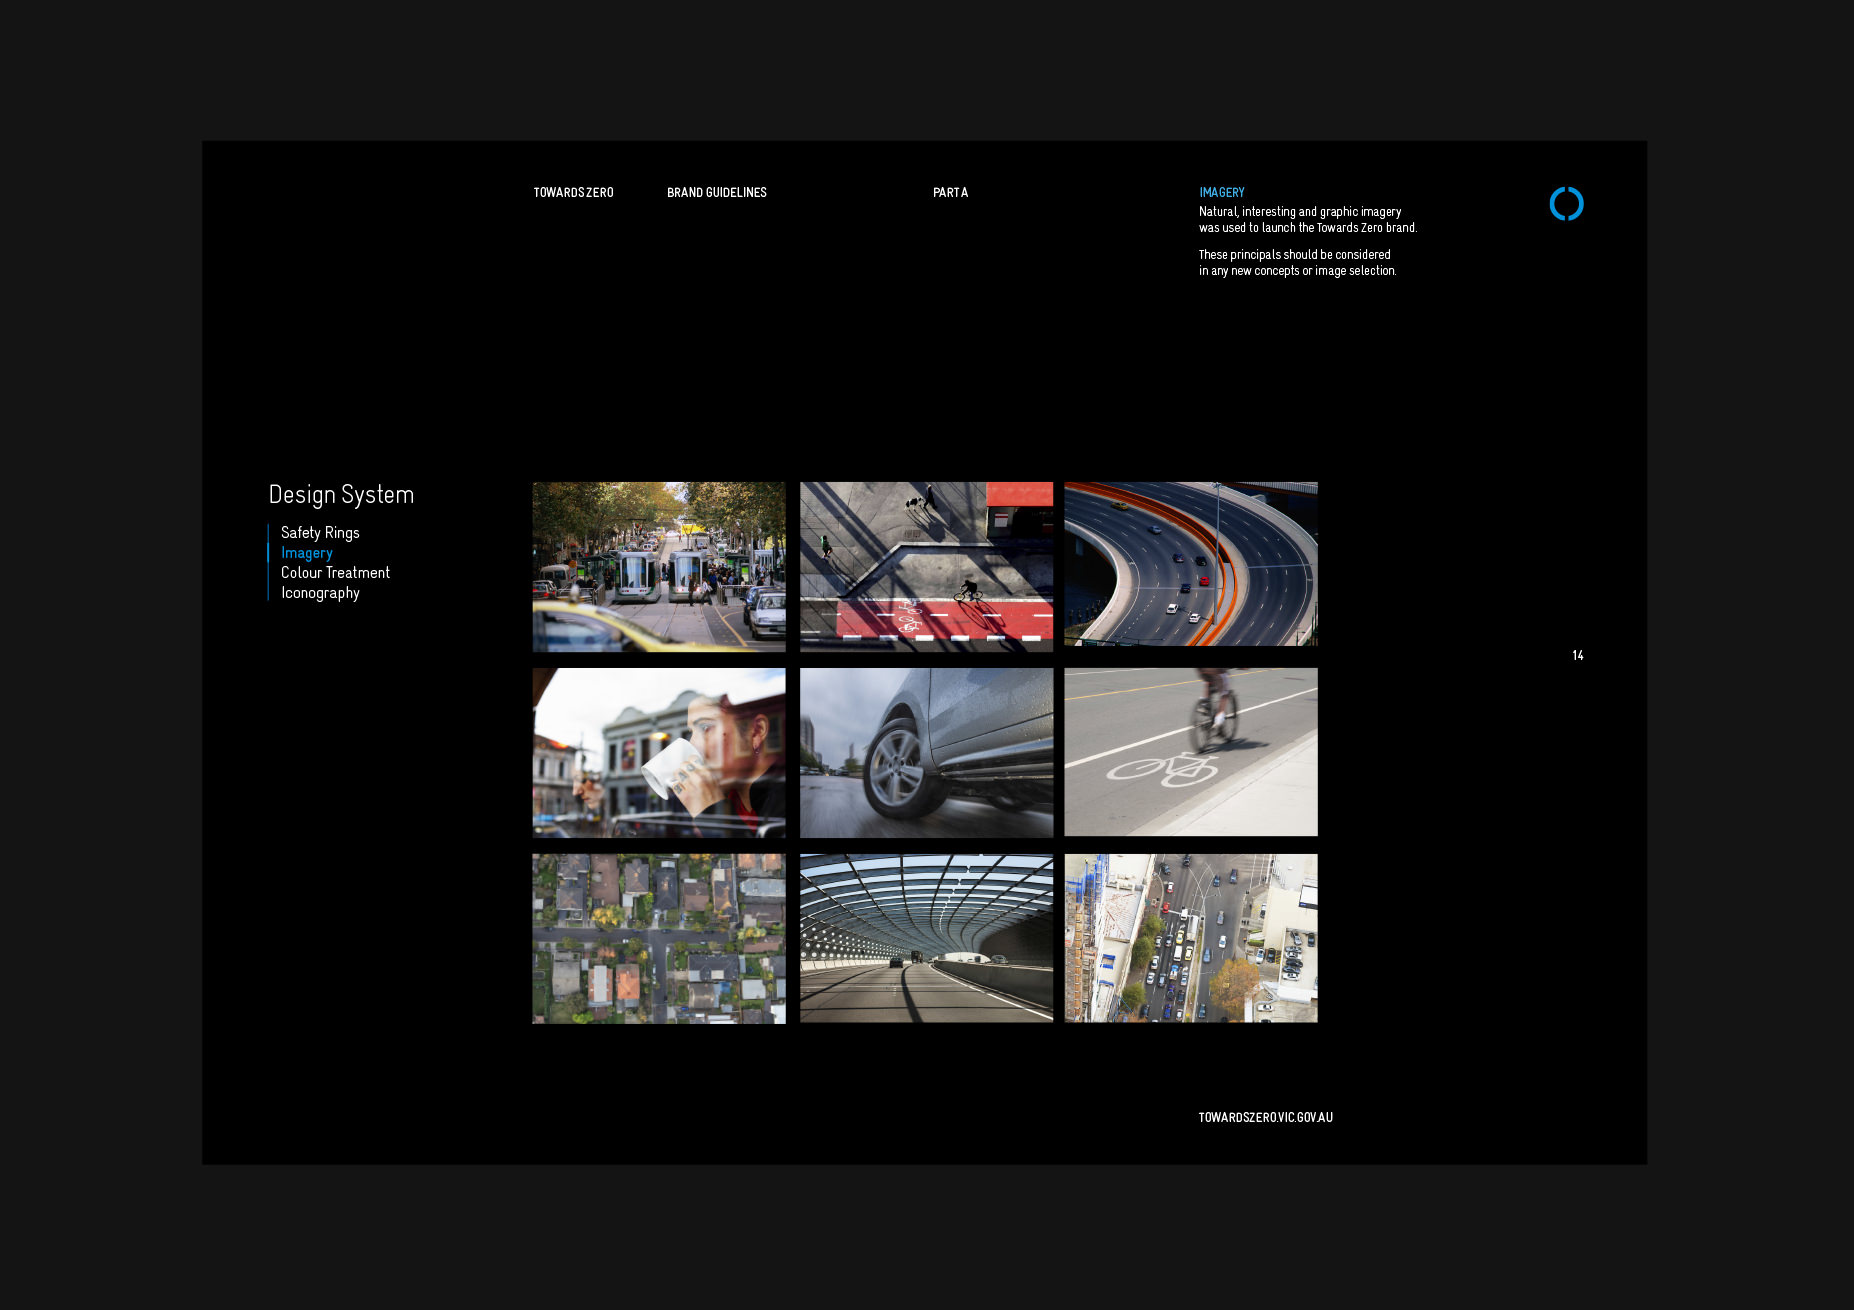 TOWARDS ZERO
BRAND GUIDELINES
PART A
IMAGERY
Natural, interesting and graphic imagery
was used to launch the Towards Zero brand.
These principals should be considered
in any new concepts or image selection.
Design System
Safety Rings
Imagery
Colour Treatment
Iconography
14
TOWARDSZERO.VIC.GOV.AU